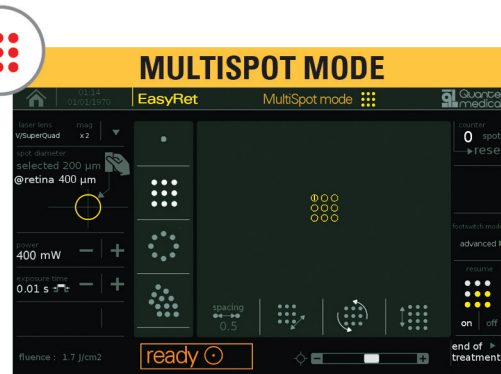 MULTISPOT MODE
01:14
01/01/1970
EasyRet
MultiSpot mode
Quante
medica
laser lens
mag
V/SuperQuad
x 2
spot diameter
selected 200 µm
@retina 400 µm
power
400 mW
exposure time
0.01 s
fluence : 1.7 J/cm2
spacing
0.5
ready
counter
0 spot
rese
footswitch mode
advanced
resume
on
off
end of
treatment